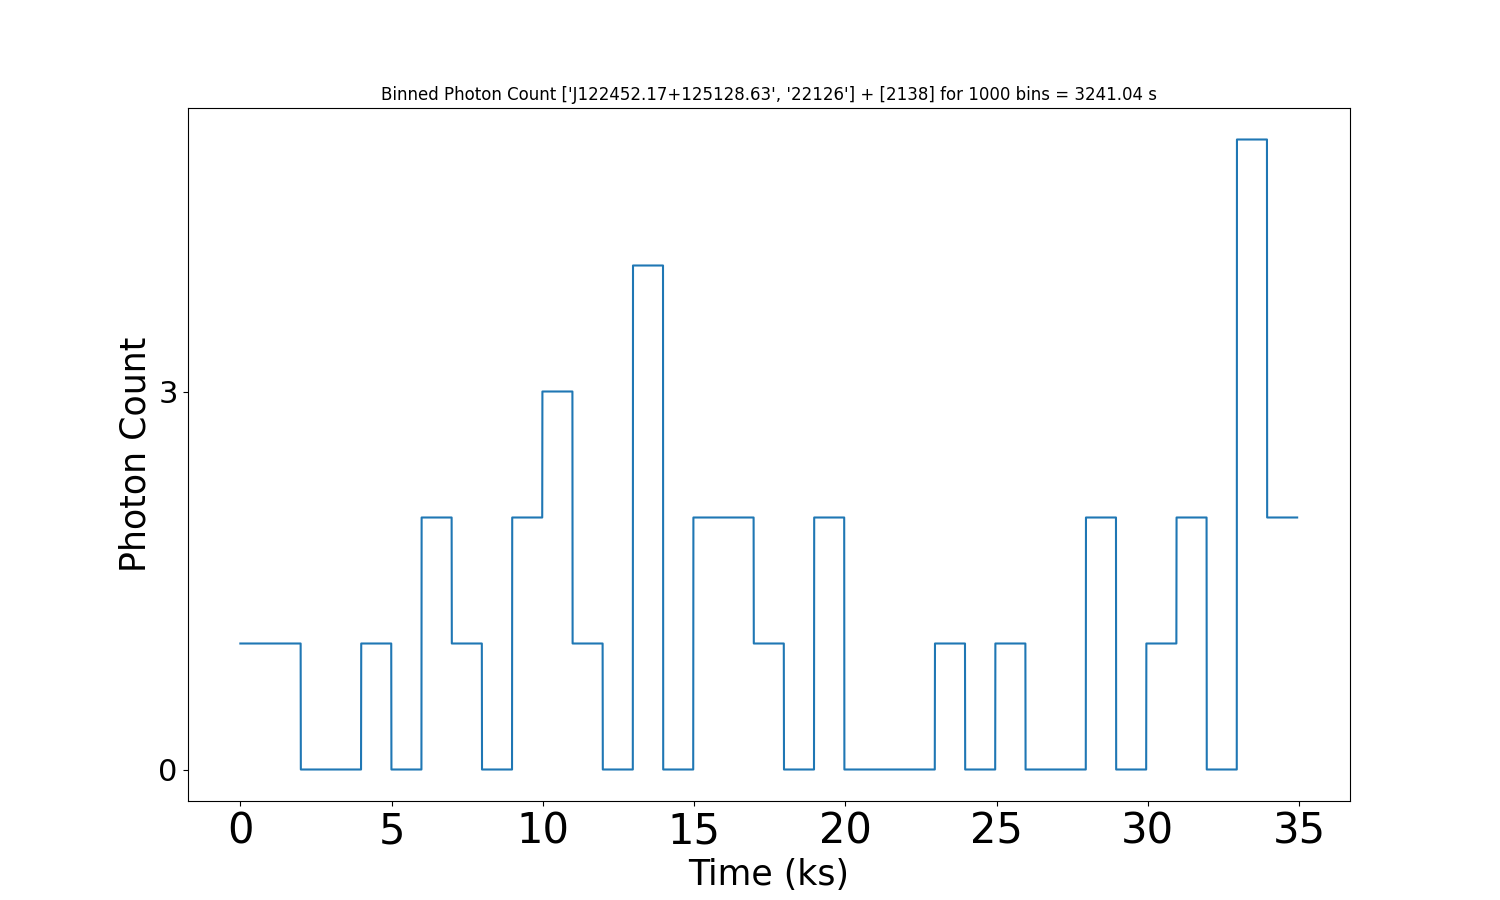 Binned Photon Count ['J122452.17+125128.63', '22126'] + [2138] for 1000 bins = 3241.04 s
Photon Count
3
0
0 5 10 15 20 25 30 35
Time (ks)